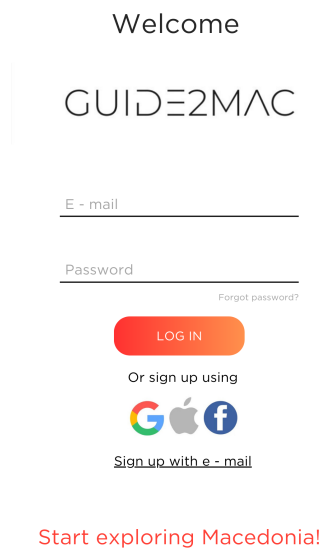 Welcome
GUIDE2MAC
E - mail
Password
Forgot password?
LOG IN
Or sign up using
Sign up with e - mail
Start exploring Macedonia!